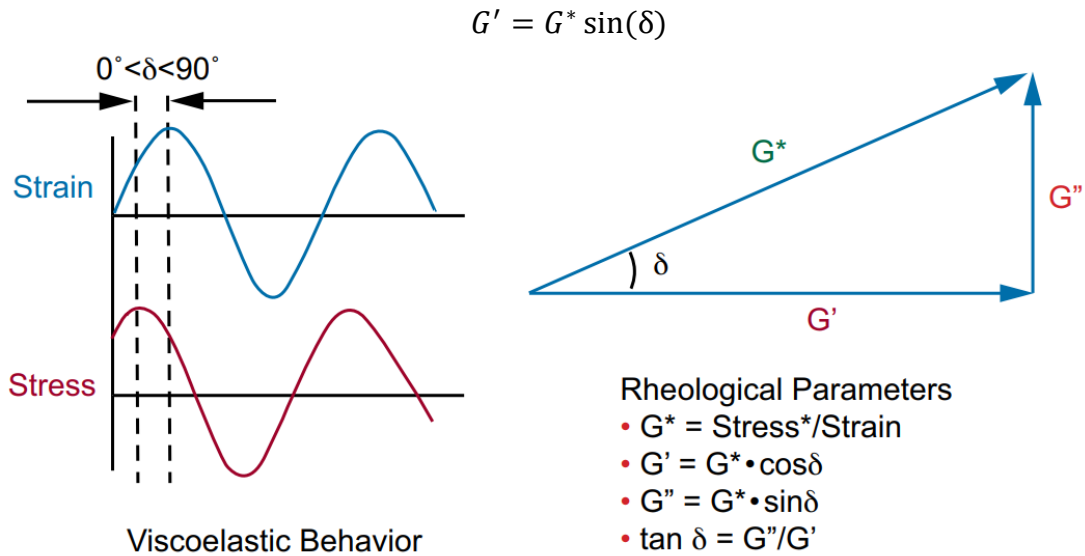 G′ = G* sin(δ)
0˚<δ<90˚
Strain
Stress
Viscoelastic Behavior
G*
G”
δ
G’
Rheological Parameters
• G* = Stress*/Strain
• G’ = G*•cosδ
• G” = G*•sinδ
• tan δ = G”/G’